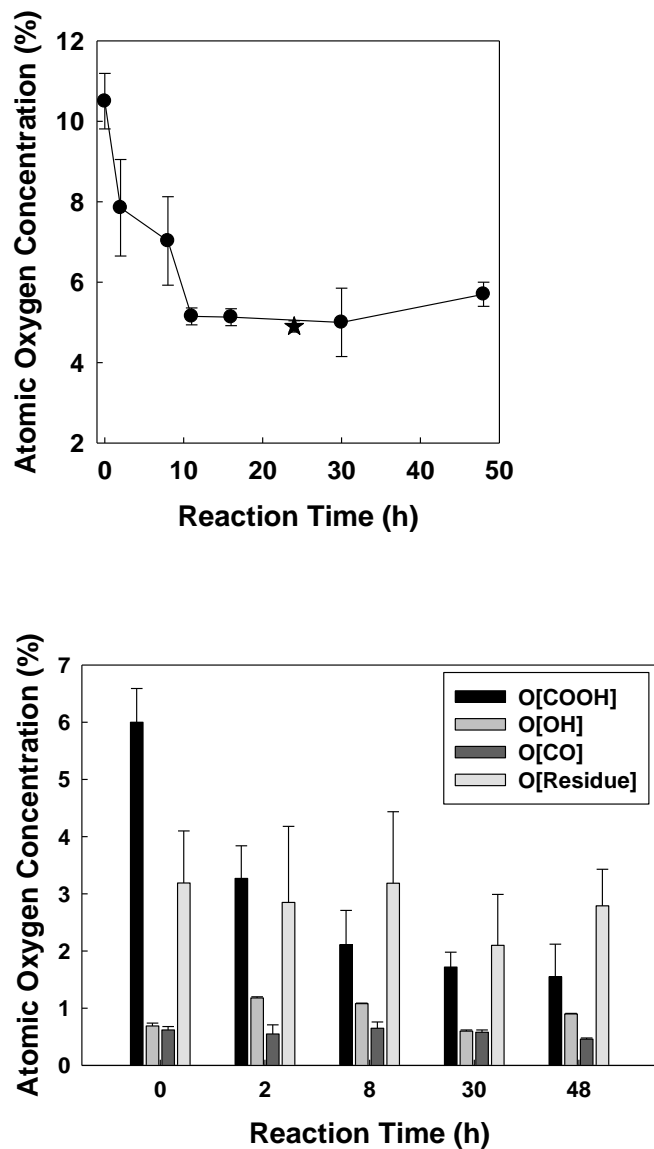 Atomic Oxygen Concentration (%)
12
10
8
6
4
2
0 10 20 30 40 50
Reaction Time (h)
Atomic Oxygen Concentration (%)
7
6
5
4
3
2
1
0
O[COOH]
O[OH]
O[CO]
O[Residue]
0 2 8 30 48
Reaction Time (h)